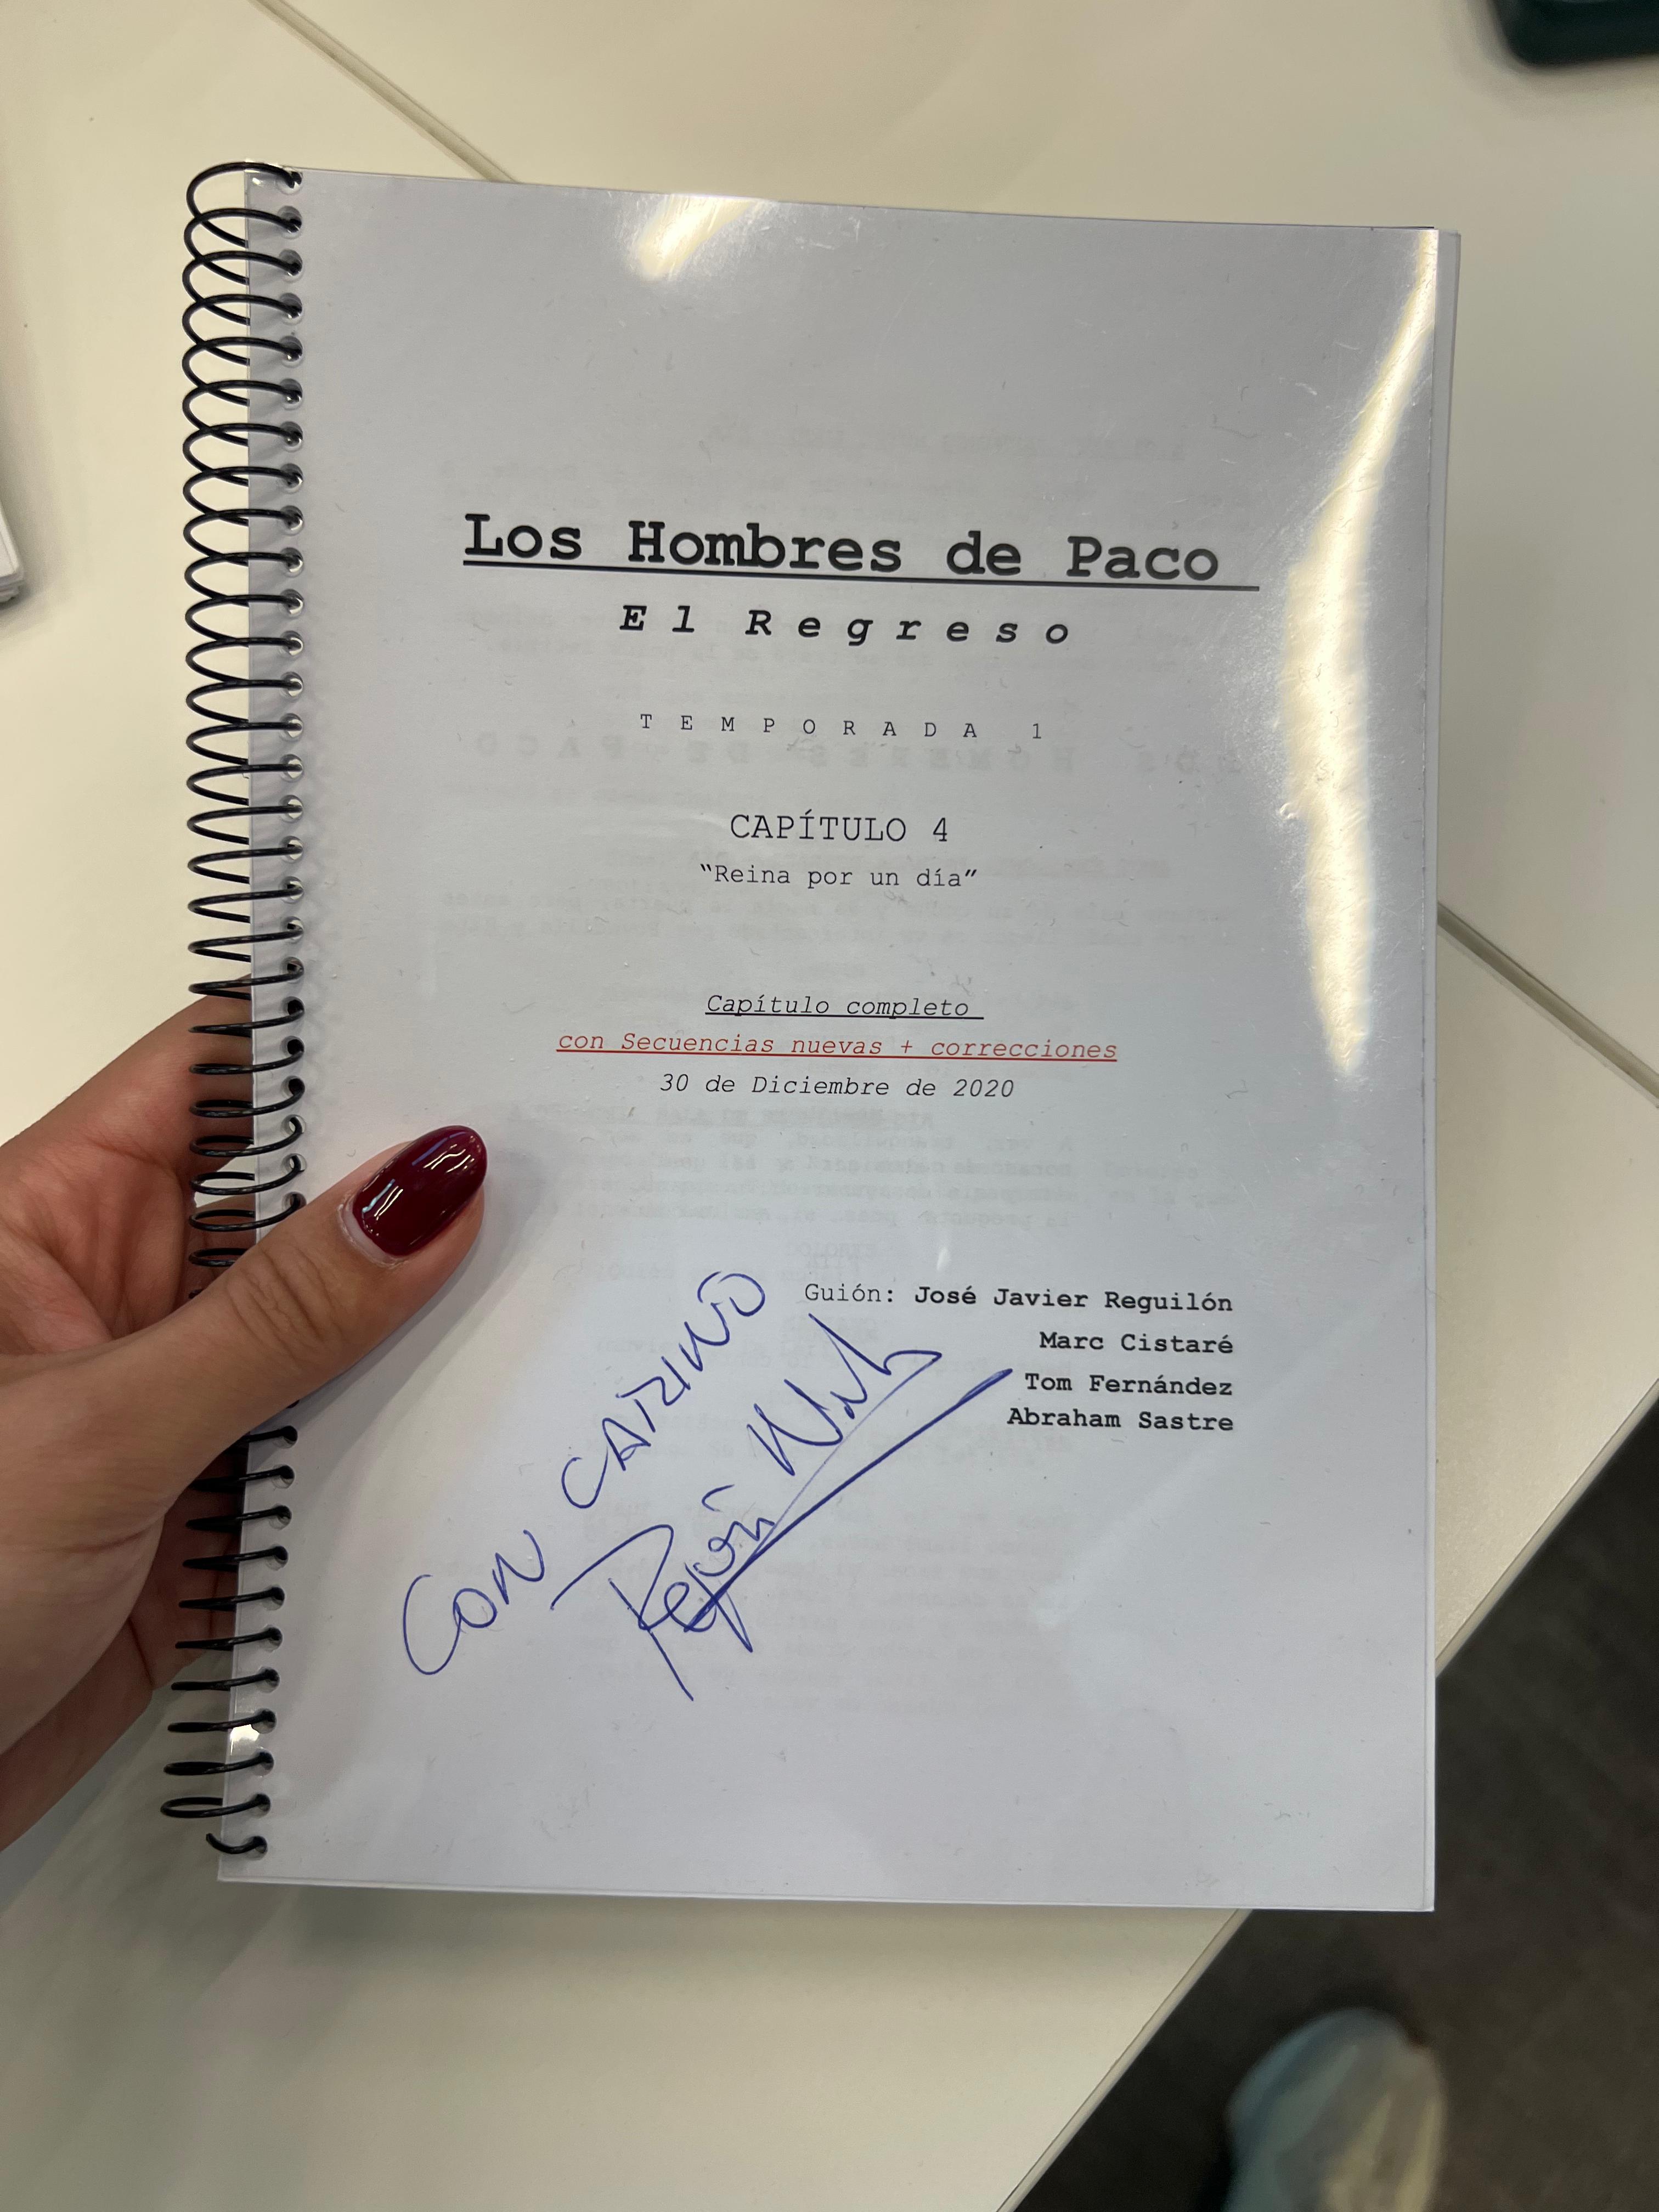 Los Hombres de Paco
El Regreso
TEMPORADA 1
CAPÍTULO 4
“Reina por un día”
Capítulo completo
con Secuencias nuevas + correcciones
30 de Diciembre de 2020
Guión: José Javier Reguilón
Marc Cistaré
Tom Fernández
Abraham Sastre
CON CARIÑO
Pepón